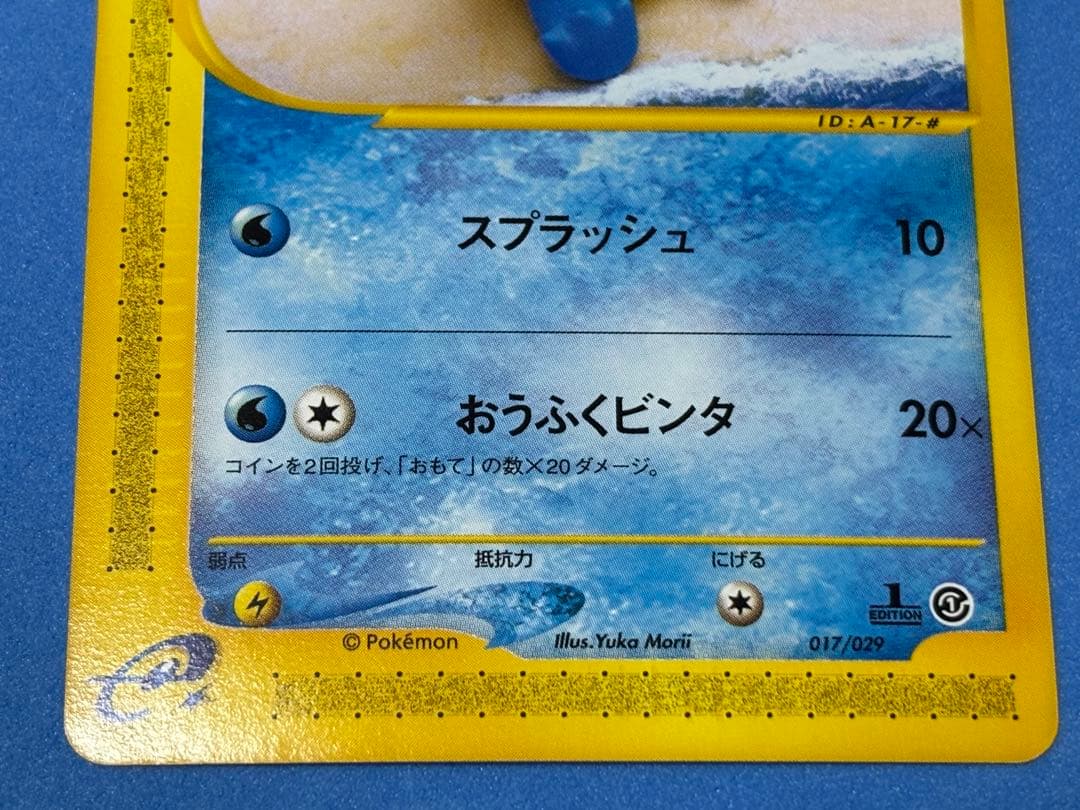 ID:A-17-#
スプラッシュ 10
おうふくビンタ 20×
コインを2回投げ、「おもて」の数×20ダメージ。
弱点 抵抗力 にげる
1 EDITION
© Pokémon Illus.Yuka Morii 017/029
e